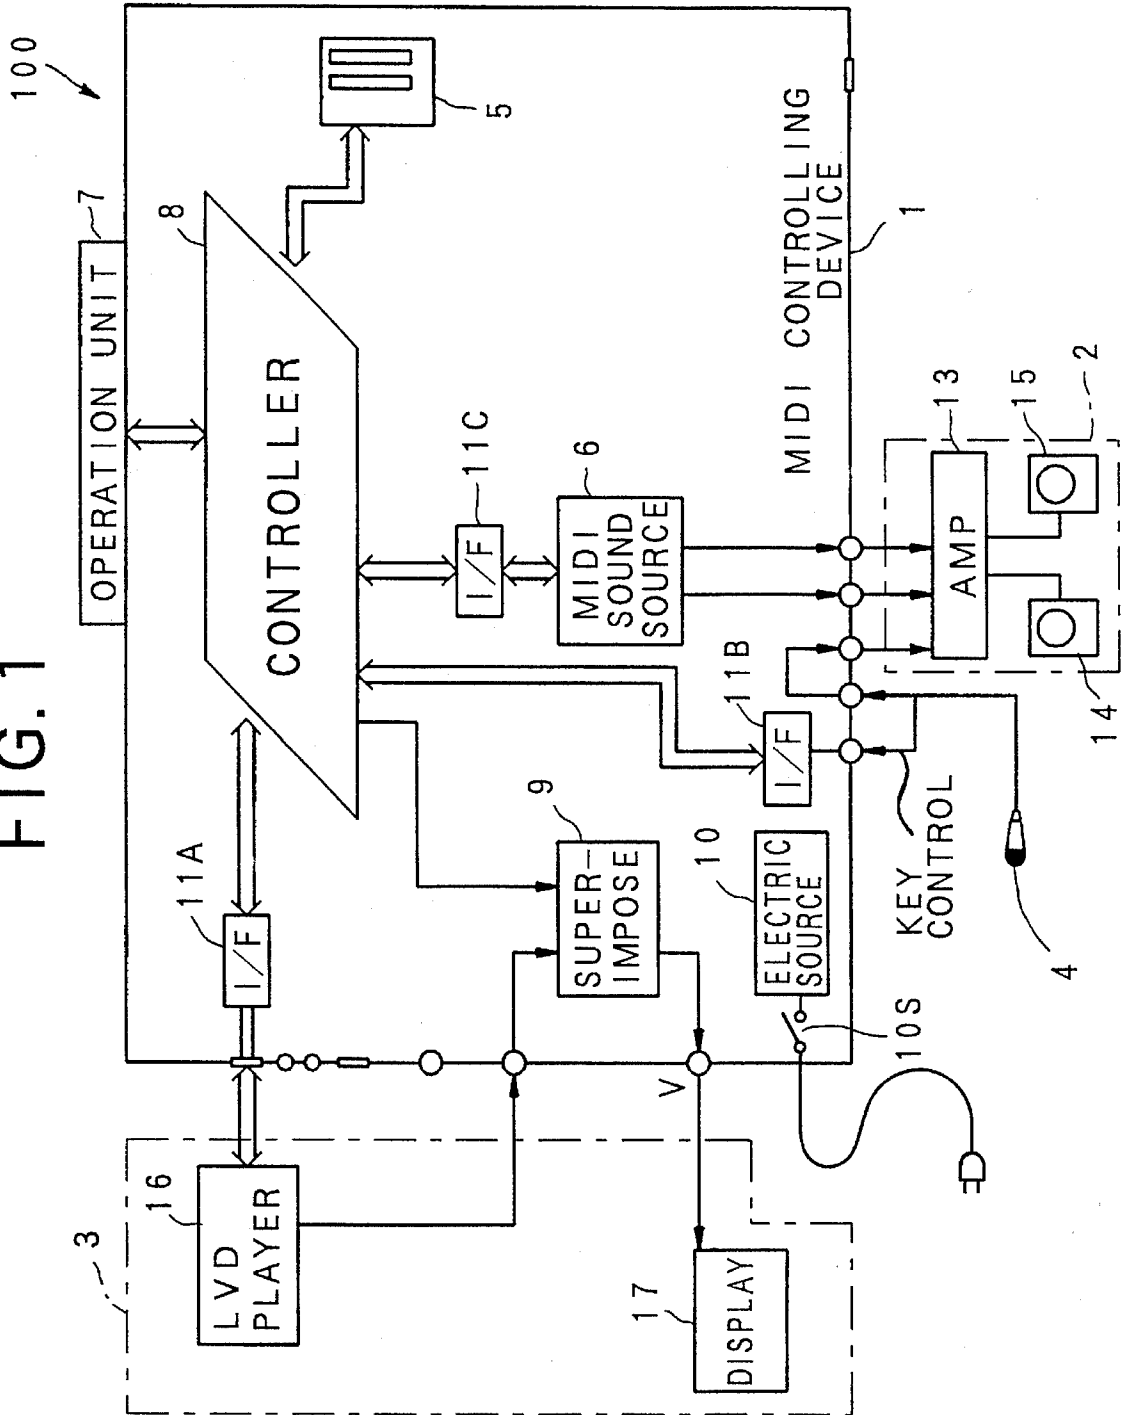 FIG. 1
100
OPERATION UNIT
7
8
CONTROLLER
5
11A
I/F
3
16
LVD
PLAYER
11C
I/F
6
MIDI
SOUND
SOURCE
9
SUPER-
IMPOSE
11B
I/F
10
ELECTRIC
SOURCE
10S
V
17
DISPLAY
MIDI CONTROLLING
DEVICE
1
KEY
CONTROL
4
2
13
AMP
15
14